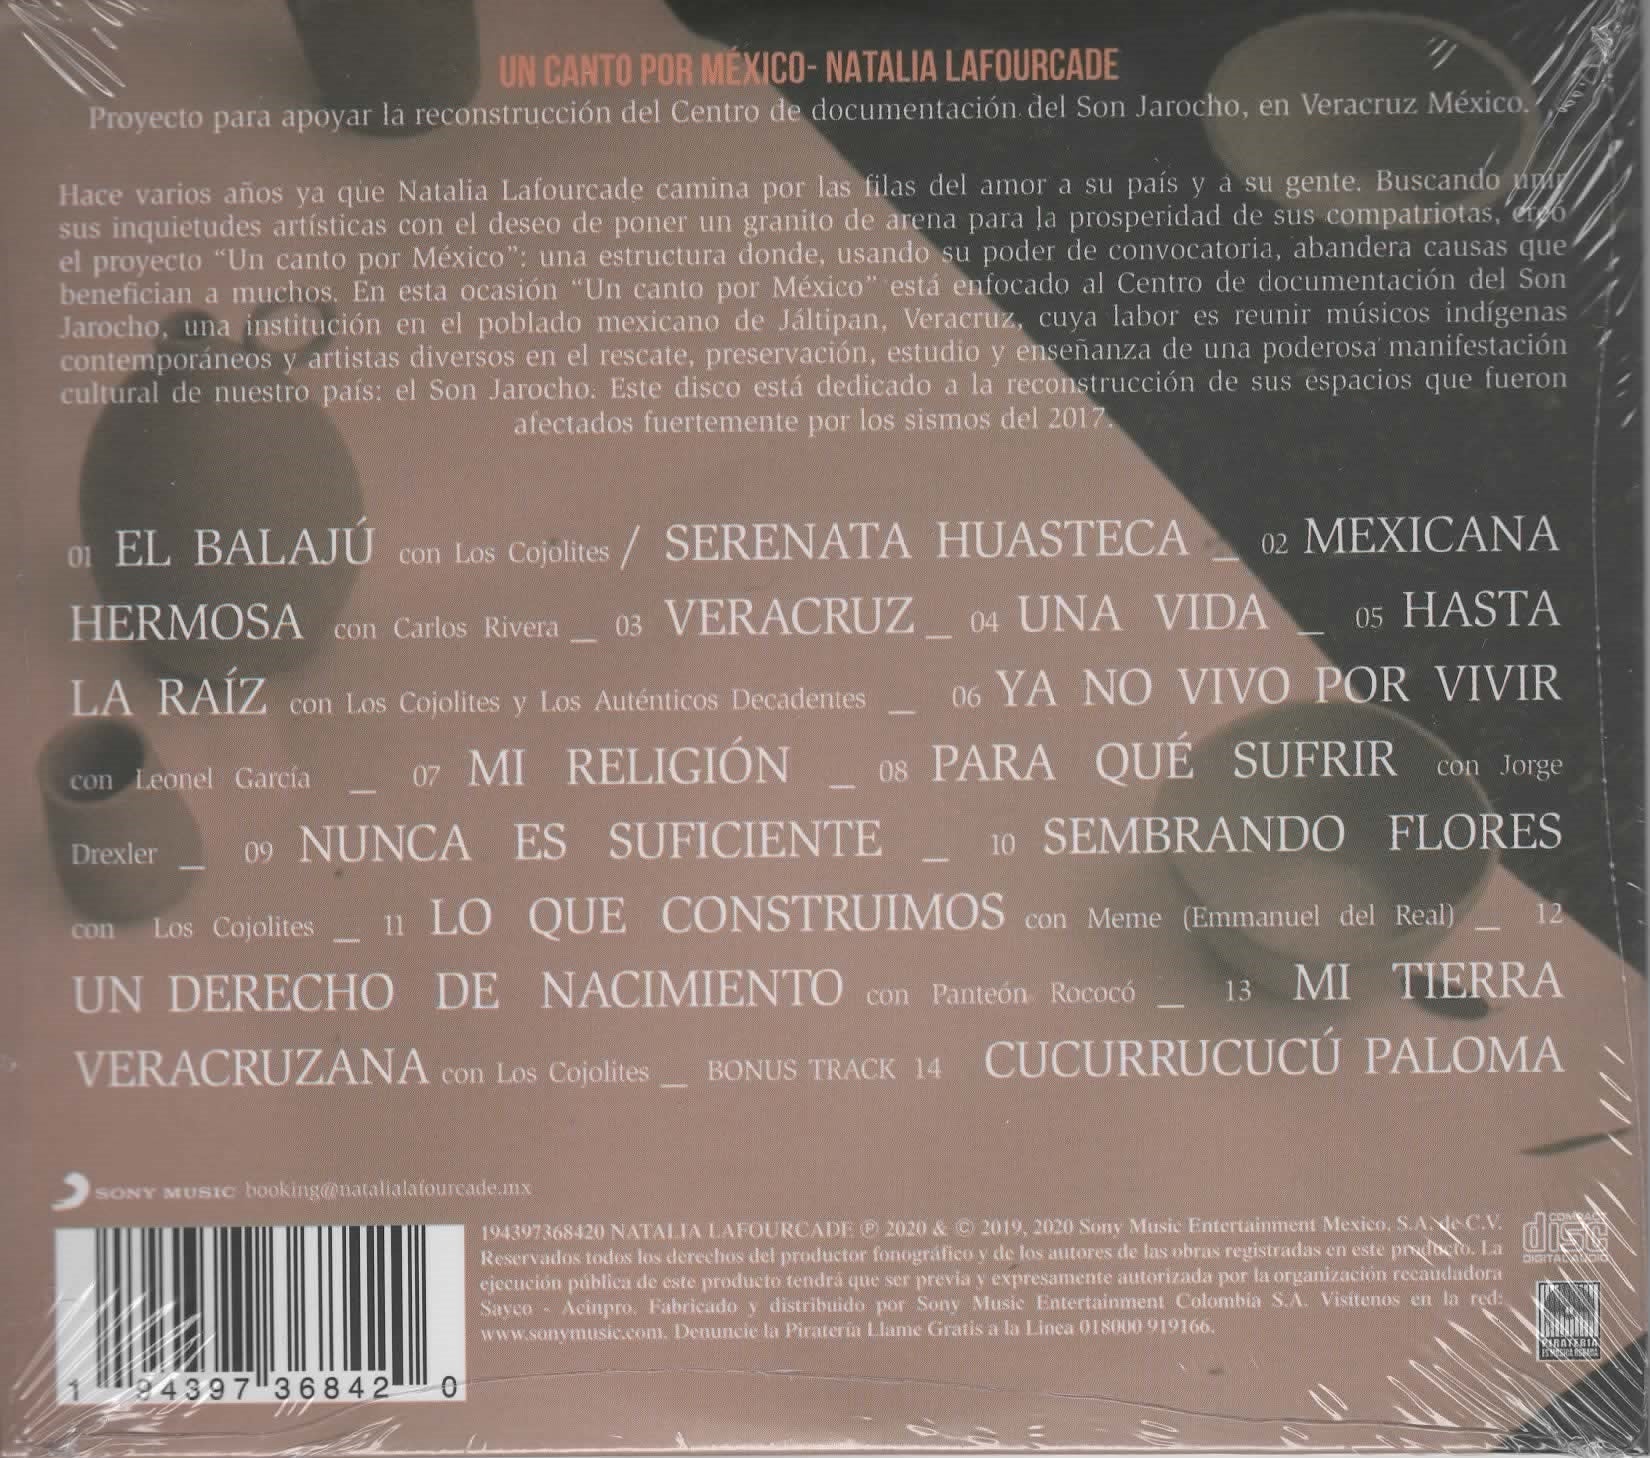 UN CANTO POR MÉXICO- NATALIA LAFOURCADE
Proyecto para apoyar la reconstrucción del Centro de documentación del Son Jarocho, en Veracruz México.
Hace varios años ya que Natalia Lafourcade camina por las filas del amor a su país y a su gente. Buscando unir
sus inquietudes artísticas con el deseo de poner un granito de arena para la prosperidad de sus compatriotas, creó
el proyecto “Un canto por México”: una estructura donde, usando su poder de convocatoria, abandera causas que
benefician a muchos. En esta ocasión “Un canto por México” está enfocado al Centro de documentación del Son
Jarocho, una institución en el poblado mexicano de Jáltipan, Veracruz, cuya labor es reunir músicos indígenas
contemporáneos y artistas diversos en el rescate, preservación, estudio y enseñanza de una poderosa manifestación
cultural de nuestro país: el Son Jarocho. Este disco está dedicado a la reconstrucción de sus espacios que fueron
afectados fuertemente por los sismos del 2017.
01 EL BALAJÚ con Los Cojolites / SERENATA HUASTECA _ 02 MEXICANA
HERMOSA con Carlos Rivera _ 03 VERACRUZ _ 04 UNA VIDA _ 05 HASTA
LA RAÍZ con Los Cojolites y Los Auténticos Decadentes _ 06 YA NO VIVO POR VIVIR
con Leonel García _ 07 MI RELIGIÓN _ 08 PARA QUÉ SUFRIR con Jorge
Drexler _ 09 NUNCA ES SUFICIENTE _ 10 SEMBRANDO FLORES
con Los Cojolites _ 11 LO QUE CONSTRUIMOS con Meme (Emmanuel del Real) _ 12
UN DERECHO DE NACIMIENTO con Panteón Rococó _ 13 MI TIERRA
VERACRUZANA con Los Cojolites _ BONUS TRACK 14 CUCURRUCUCÚ PALOMA
SONY MUSIC booking@natalialafourcade.mx
194397368420 NATALIA LAFOURCADE ℗ 2020 & © 2019, 2020 Sony Music Entertainment Mexico, S.A. de C.V.
Reservados todos los derechos del productor fonográfico y de los autores de las obras registradas en este producto. La
ejecución pública de este producto tendrá que ser previa y expresamente autorizada por la organización recaudadora
Sayco - Acinpro. Fabricado y distribuido por Sony Music Entertainment Colombia S.A. Visítenos en la red:
www.sonymusic.com. Denuncie la Piratería Llame Gratis a la Línea 018000 919166.
COMPACT
disc
DIGITAL AUDIO
PIRATERIA
ES MUSICA ROBADA
1 94397 36842 0